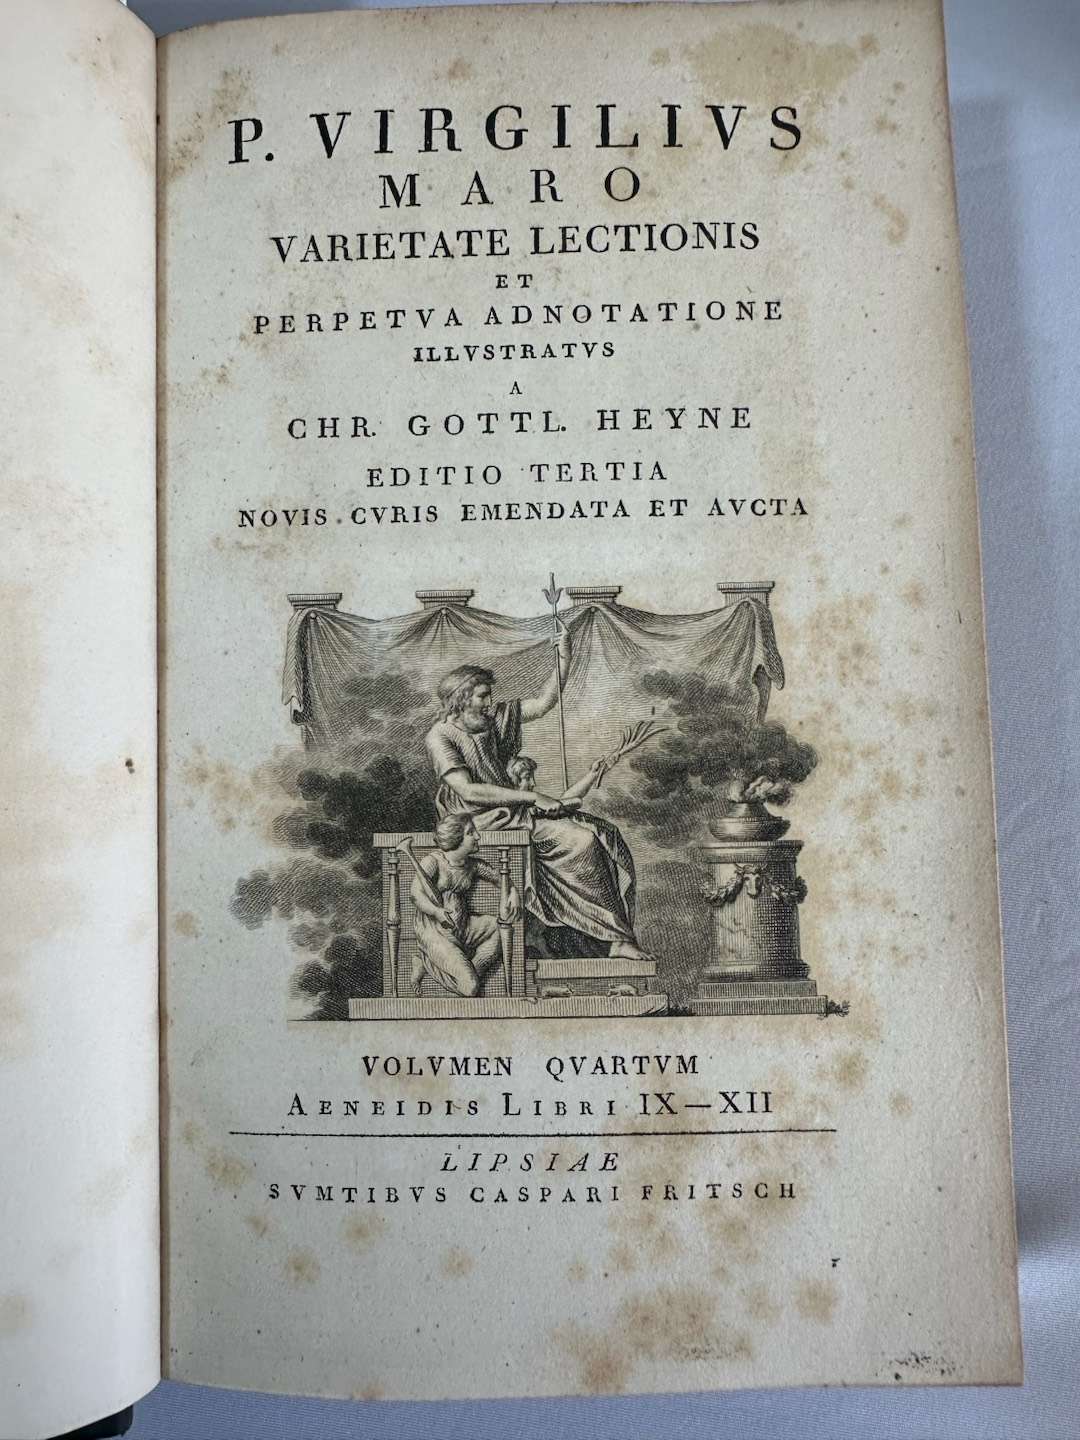 P. VIRGILIVS
MARO
VARIETATE LECTIONIS
ET
PERPETVA ADNOTATIONE
ILLVSTRATVS
A
CHR. GOTTL. HEYNE
EDITIO TERTIA
NOVIS CVRIS EMENDATA ET AVCTA
VOLVMEN QVARTVM
AENEIDIS LIBRI IX—XII
LIPSIAE
SVMTIBVS CASPARI FRITSCH